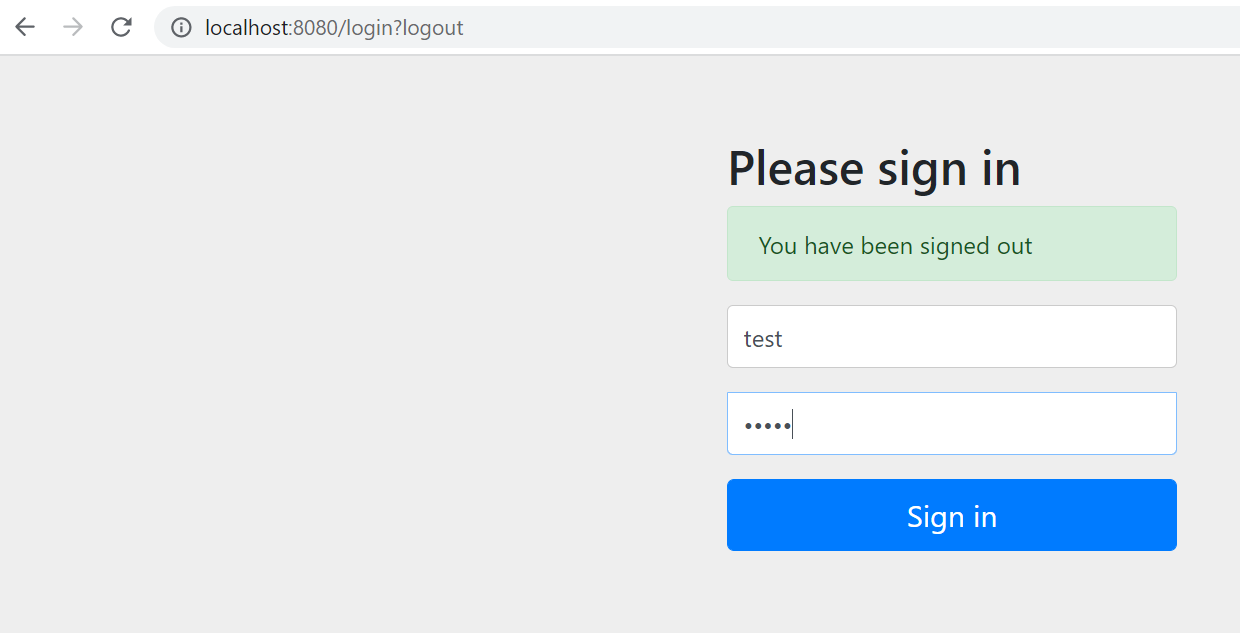 localhost:8080/login?logout
Please sign in
You have been signed out
test
•••••
Sign in